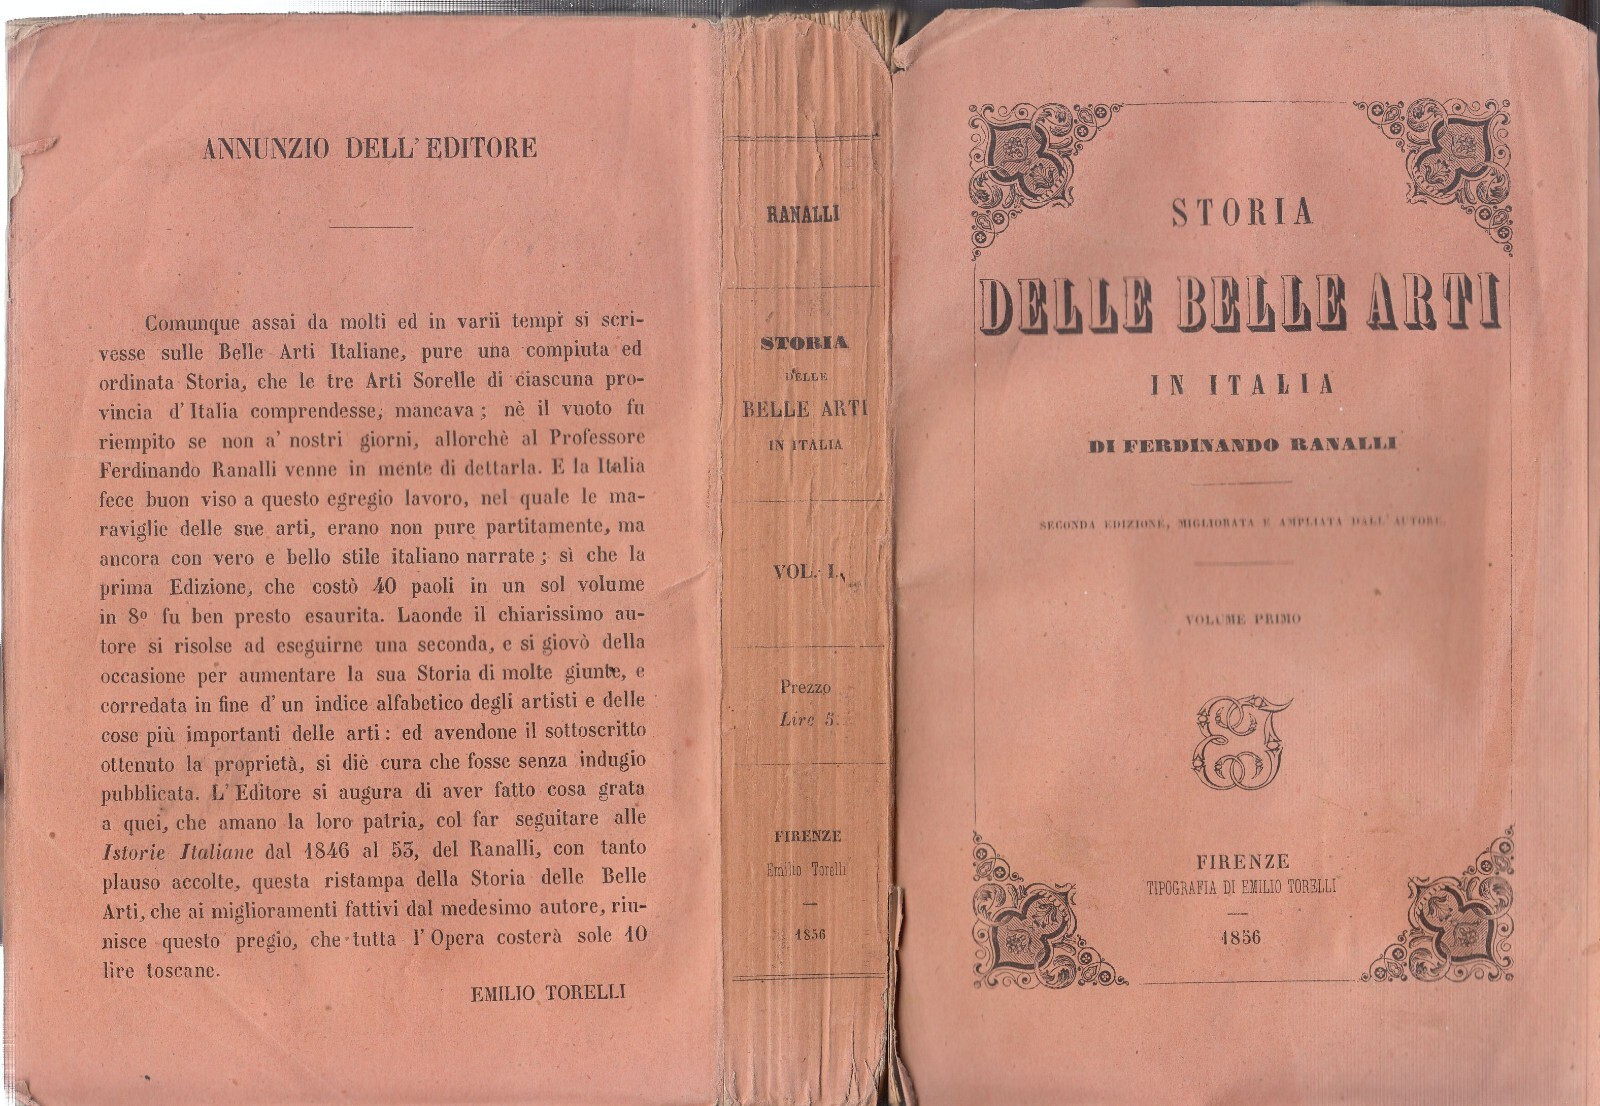 ANNUNZIO DELL'EDITORE
Comunque assai da molti ed in varii tempi si scri-
vesse sulle Belle Arti Italiane, pure una compiuta ed
ordinata Storia, che le tre Arti Sorelle di ciascuna pro-
vincia d'Italia comprendesse, mancava; nè il vuoto fu
riempito se non a' nostri giorni, allorchè al Professore
Ferdinando Ranalli venne in mente di dettarla. E la Italia
fece buon viso a questo egregio lavoro, nel quale le ma-
raviglie delle sue arti, erano non pure partitamente, ma
ancora con vero e bello stile italiano narrate; sì che la
prima Edizione, che costò 40 paoli in un sol volume
in 8º fu ben presto esaurita. Laonde il chiarissimo au-
tore si risolse ad eseguirne una seconda, e si giovò della
occasione per aumentare la sua Storia di molte giunte, e
corredata in fine d'un indice alfabetico degli artisti e delle
cose più importanti delle arti: ed avendone il sottoscritto
ottenuto la proprietà, si diè cura che fosse senza indugio
pubblicata. L'Editore si augura di aver fatto cosa grata
a quei, che amano la loro patria, col far seguitare alle
Istorie Italiane dal 1846 al 53, del Ranalli, con tanto
plauso accolte, questa ristampa della Storia delle Belle
Arti, che ai miglioramenti fattivi dal medesimo autore, riu-
nisce questo pregio, che tutta l'Opera costerà sole 10
lire toscane.
EMILIO TORELLI
RANALLI
STORIA
DELLE
BELLE ARTI
IN ITALIA
VOL. I.
Prezzo
Lire 5.
FIRENZE
Emilio Torelli
1856
STORIA
DELLE BELLE ARTI
IN ITALIA
DI FERDINANDO RANALLI
SECONDA EDIZIONE, MIGLIORATA E AMPLIATA DALL'AUTORE.
VOLUME PRIMO
ET
FIRENZE
TIPOGRAFIA DI EMILIO TORELLI
1856